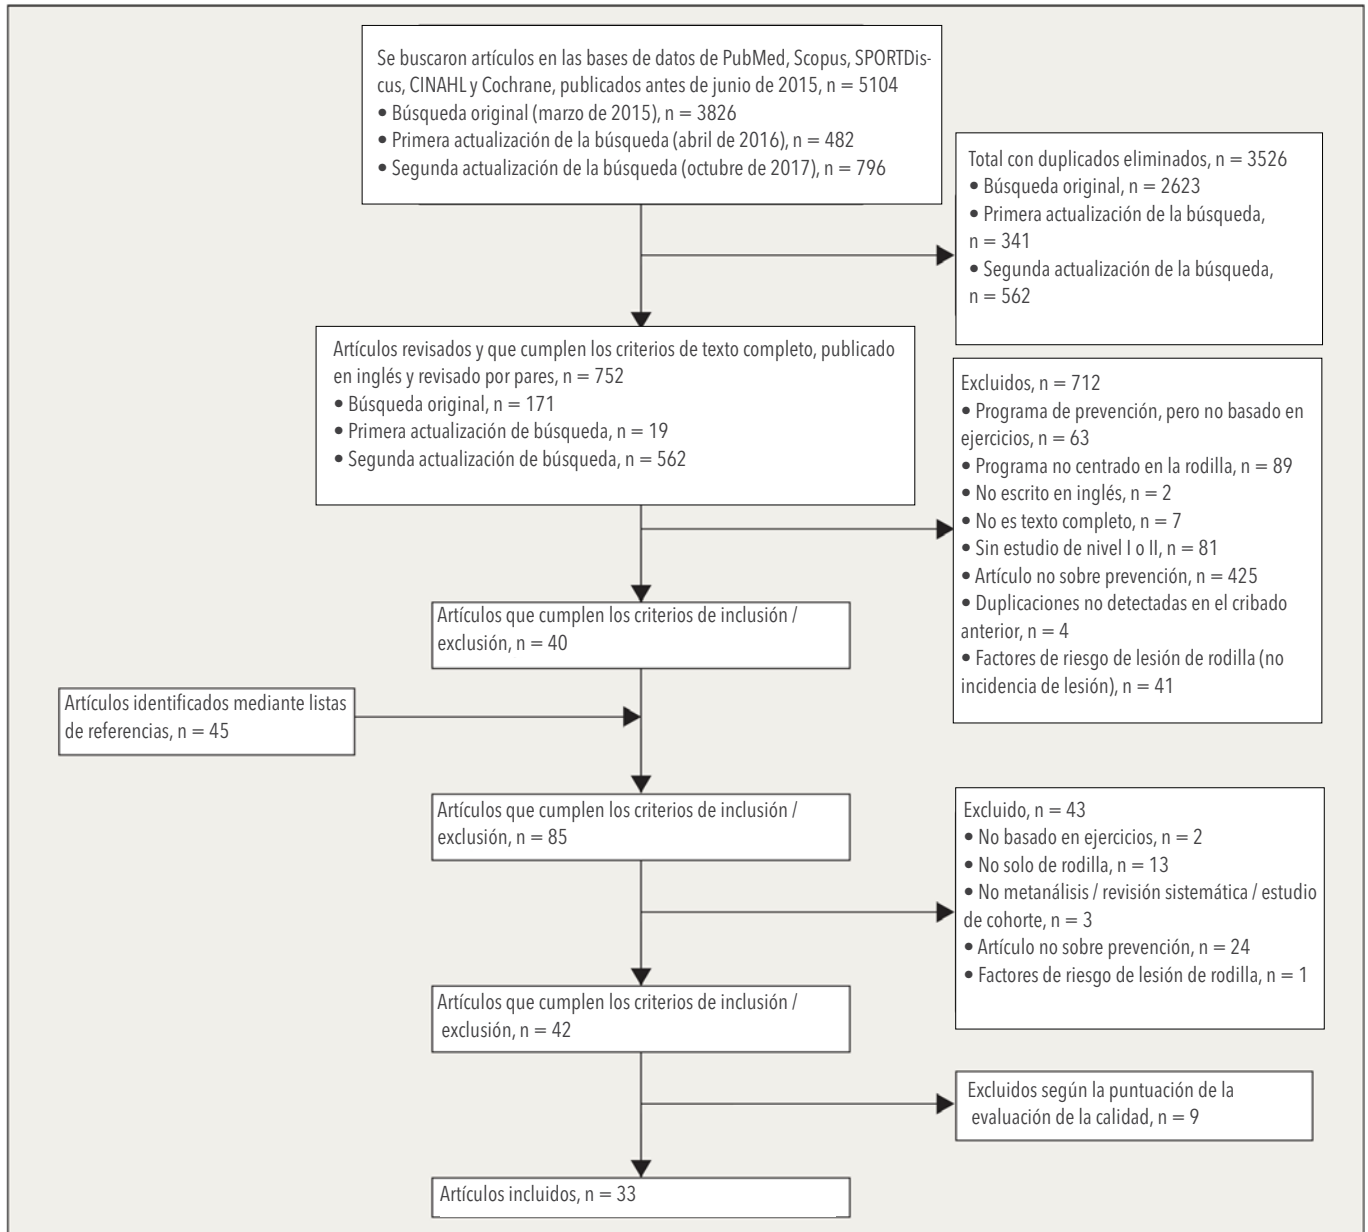 Se buscaron artículos en las bases de datos de PubMed, Scopus, SPORTDis-
cus, CINAHL y Cochrane, publicados antes de junio de 2015, n = 5104
• Búsqueda original (marzo de 2015), n = 3826
• Primera actualización de la búsqueda (abril de 2016), n = 482
• Segunda actualización de la búsqueda (octubre de 2017), n = 796
Total con duplicados eliminados, n = 3526
• Búsqueda original, n = 2623
• Primera actualización de la búsqueda,
n = 341
• Segunda actualización de la búsqueda,
n = 562
Artículos revisados y que cumplen los criterios de texto completo, publicado
en inglés y revisado por pares, n = 752
• Búsqueda original, n = 171
• Primera actualización de búsqueda, n = 19
• Segunda actualización de búsqueda, n = 562
Excluidos, n = 712
• Programa de prevención, pero no basado en
ejercicios, n = 63
• Programa no centrado en la rodilla, n = 89
• No escrito en inglés, n = 2
• No es texto completo, n = 7
• Sin estudio de nivel I o II, n = 81
• Artículo no sobre prevención, n = 425
• Duplicaciones no detectadas en el cribado
anterior, n = 4
• Factores de riesgo de lesión de rodilla (no
incidencia de lesión), n = 41
Artículos que cumplen los criterios de inclusión /
exclusión, n = 40
Artículos identificados mediante listas
de referencias, n = 45
Artículos que cumplen los criterios de inclusión /
exclusión, n = 85
Excluido, n = 43
• No basado en ejercicios, n = 2
• No solo de rodilla, n = 13
• No metanálisis / revisión sistemática / estudio
de cohorte, n = 3
• Artículo no sobre prevención, n = 24
• Factores de riesgo de lesión de rodilla, n = 1
Artículos que cumplen los criterios de inclusión /
exclusión, n = 42
Excluidos según la puntuación de la
evaluación de la calidad, n = 9
Artículos incluidos, n = 33